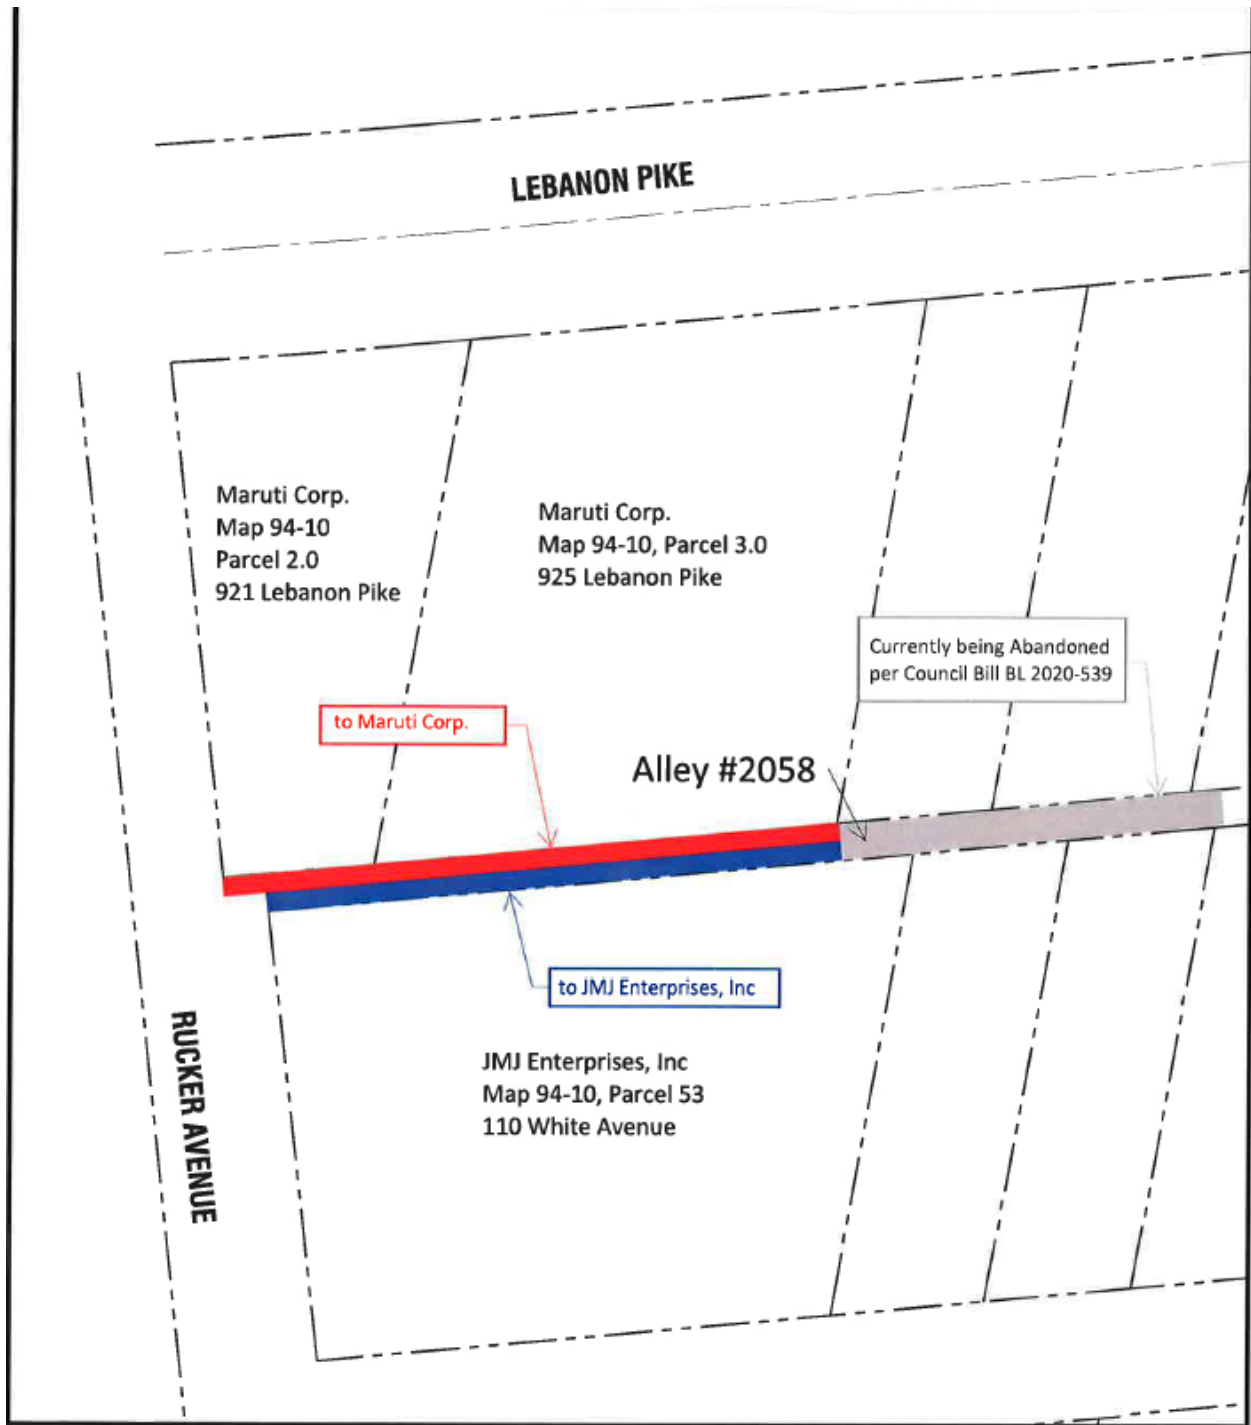 LEBANON PIKE
Maruti Corp.
Map 94-10
Parcel 2.0
921 Lebanon Pike
Maruti Corp.
Map 94-10, Parcel 3.0
925 Lebanon Pike
Currently being Abandoned
per Council Bill BL 2020-539
to Maruti Corp.
Alley #2058
to JMJ Enterprises, Inc
JMJ Enterprises, Inc
Map 94-10, Parcel 53
110 White Avenue
RUCKER AVENUE